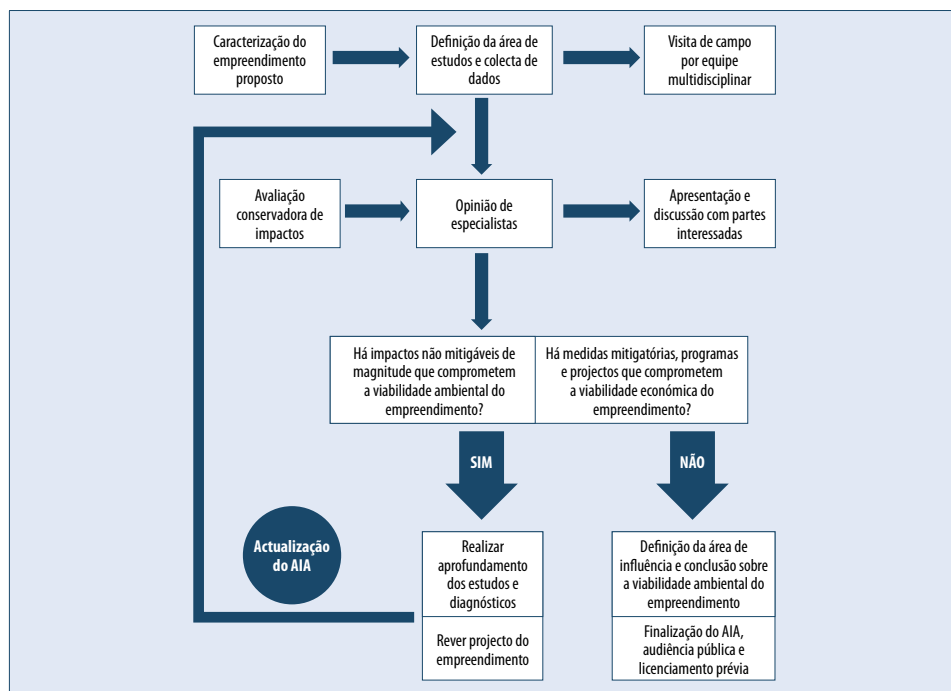 Caracterização do
empreendimento
proposto
Definição da área de
estudos e colecta de
dados
Visita de campo
por equipe
multidisciplinar
Avaliação
conservadora de
impactos
Opinião de
especialistas
Apresentação e
discussão com partes
interessadas
Há impactos não mitigáveis de
magnitude que comprometem
a viabilidade ambiental do
empreendimento?
Há medidas mitigatórias, programas
e projectos que comprometem
a viabilidade económica do
empreendimento?
SIM
NÃO
Actualização
do AIA
Realizar
aprofundamento
dos estudos e
diagnósticos
Rever projecto do
empreendimento
Definição da área de
influência e conclusão sobre
a viabilidade ambiental do
empreendimento
Finalização do AIA,
audiência pública e
licenciamento prévia